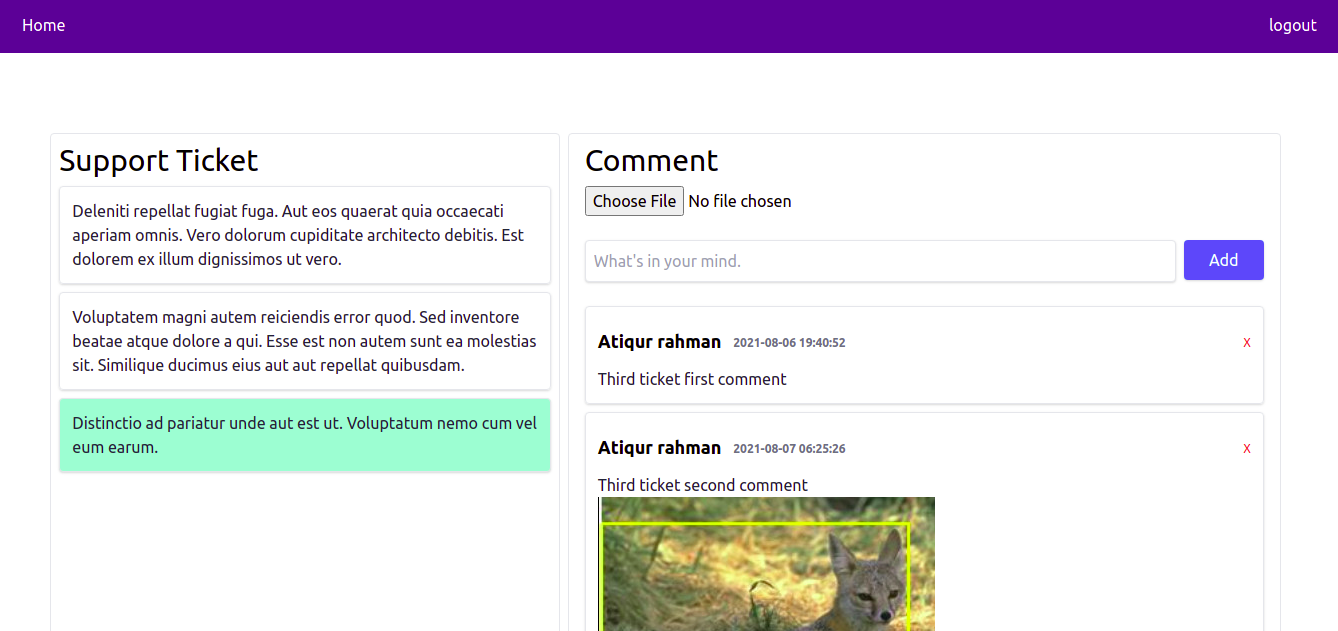 Home
logout
Support Ticket
Deleniti repellat fugiat fuga. Aut eos quaerat quia occaecati
aperiam omnis. Vero dolorum cupiditate architecto debitis. Est
dolorem ex illum dignissimos ut vero.
Voluptatem magni autem reiciendis error quod. Sed inventore
beatae atque dolore a qui. Esse est non autem sunt ea molestias
sit. Similique ducimus eius aut aut repellat quibusdam.
Distinctio ad pariatur unde aut est ut. Voluptatum nemo cum vel
eum earum.
Comment
Choose File No file chosen
What's in your mind.
Add
Atiqur rahman 2021-08-06 19:40:52
X
Third ticket first comment
Atiqur rahman 2021-08-07 06:25:26
X
Third ticket second comment